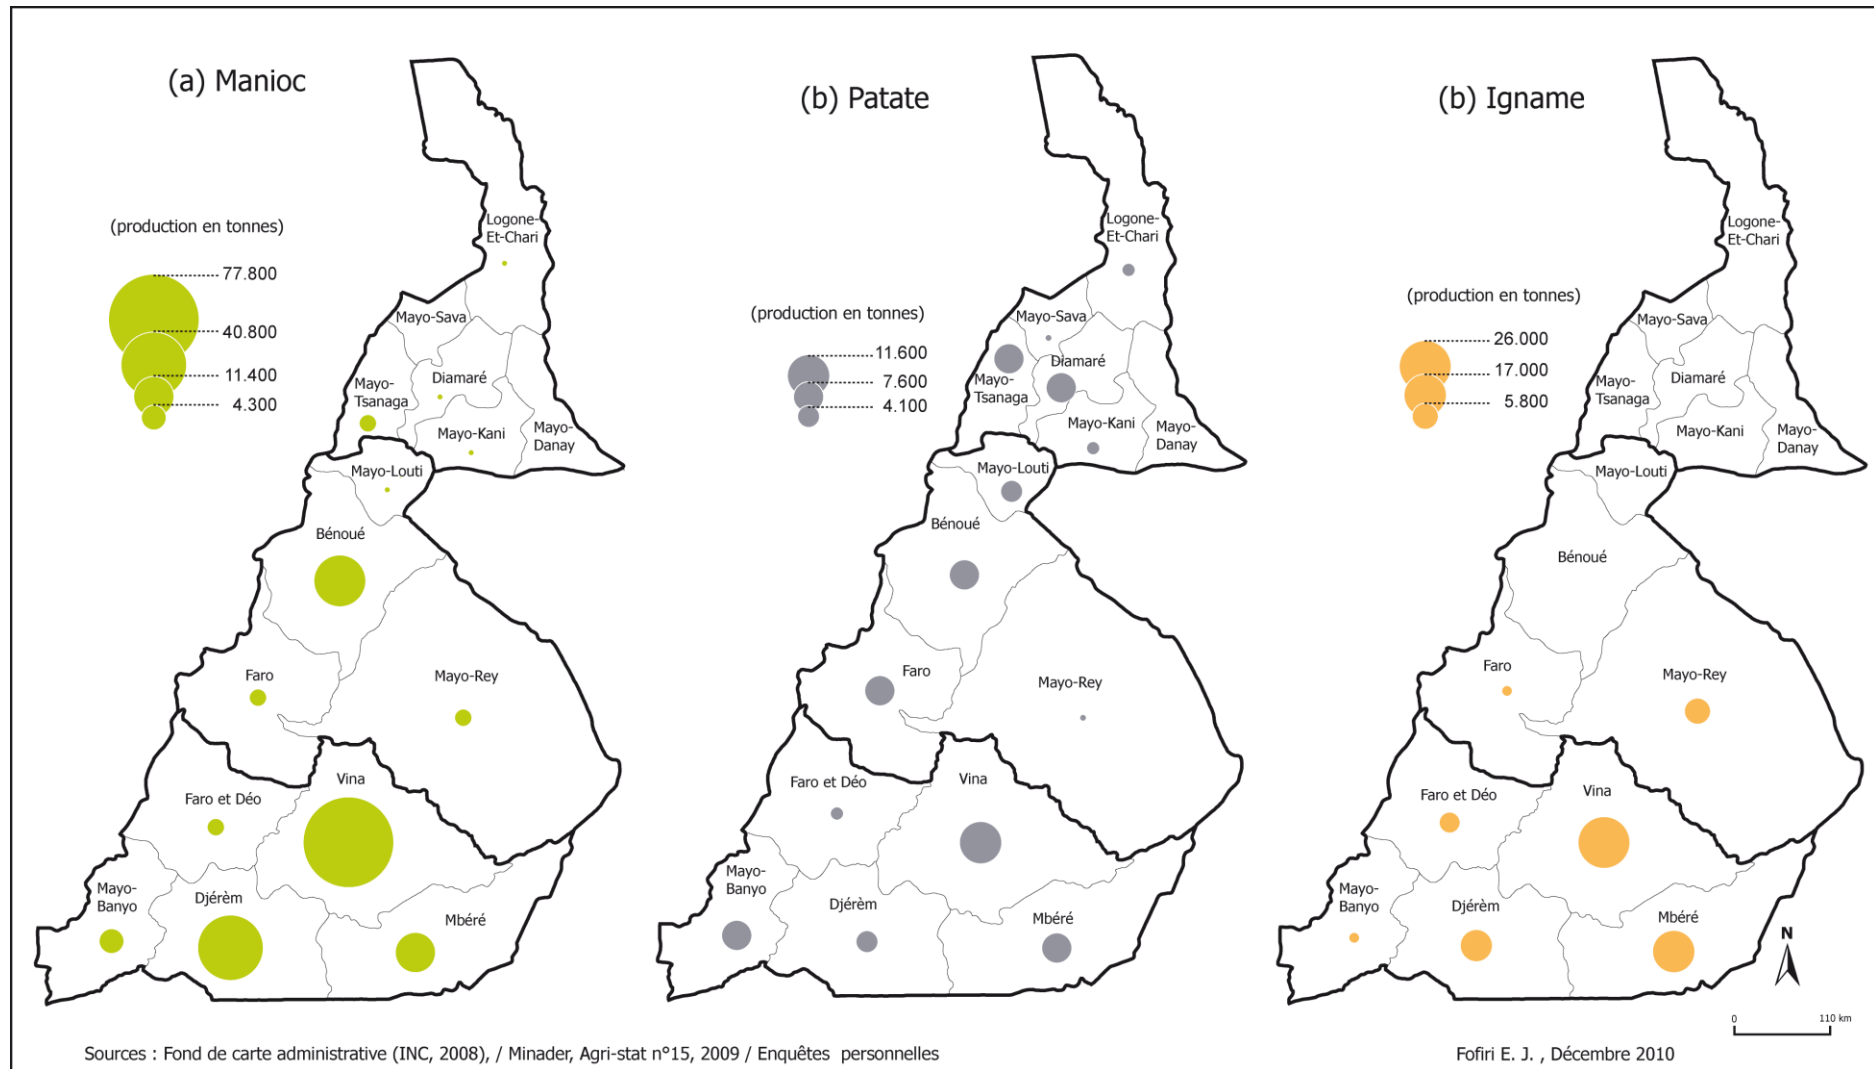 (a) Manioc
(production en tonnes)
77.800
40.800
11.400
4.300
Logone-
Et-Chari
Mayo-Sava
Mayo-
Tsanaga
Diamaré
Mayo-Kani
Mayo-
Danay
Mayo-Louti
Bénoué
Faro
Mayo-Rey
Faro et Déo
Vina
Mayo-
Banyo
Djérèm
Mbéré
(b) Patate
(production en tonnes)
11.600
7.600
4.100
Logone-
Et-Chari
Mayo-Sava
Mayo-
Tsanaga
Diamaré
Mayo-Kani
Mayo-
Danay
Mayo-Louti
Bénoué
Faro
Mayo-Rey
Faro et Déo
Vina
Mayo-
Banyo
Djérèm
Mbéré
(b) Igname
(production en tonnes)
26.000
17.000
5.800
Logone-
Et-Chari
Mayo-Sava
Mayo-
Tsanaga
Diamaré
Mayo-Kani
Mayo-
Danay
Mayo-Louti
Bénoué
Faro
Mayo-Rey
Faro et Déo
Vina
Mayo-
Banyo
Djérèm
Mbéré
N
0 110 km
Sources : Fond de carte administrative (INC, 2008), / Minader, Agri-stat n°15, 2009 / Enquêtes personnelles
Fofiri E. J. , Décembre 2010